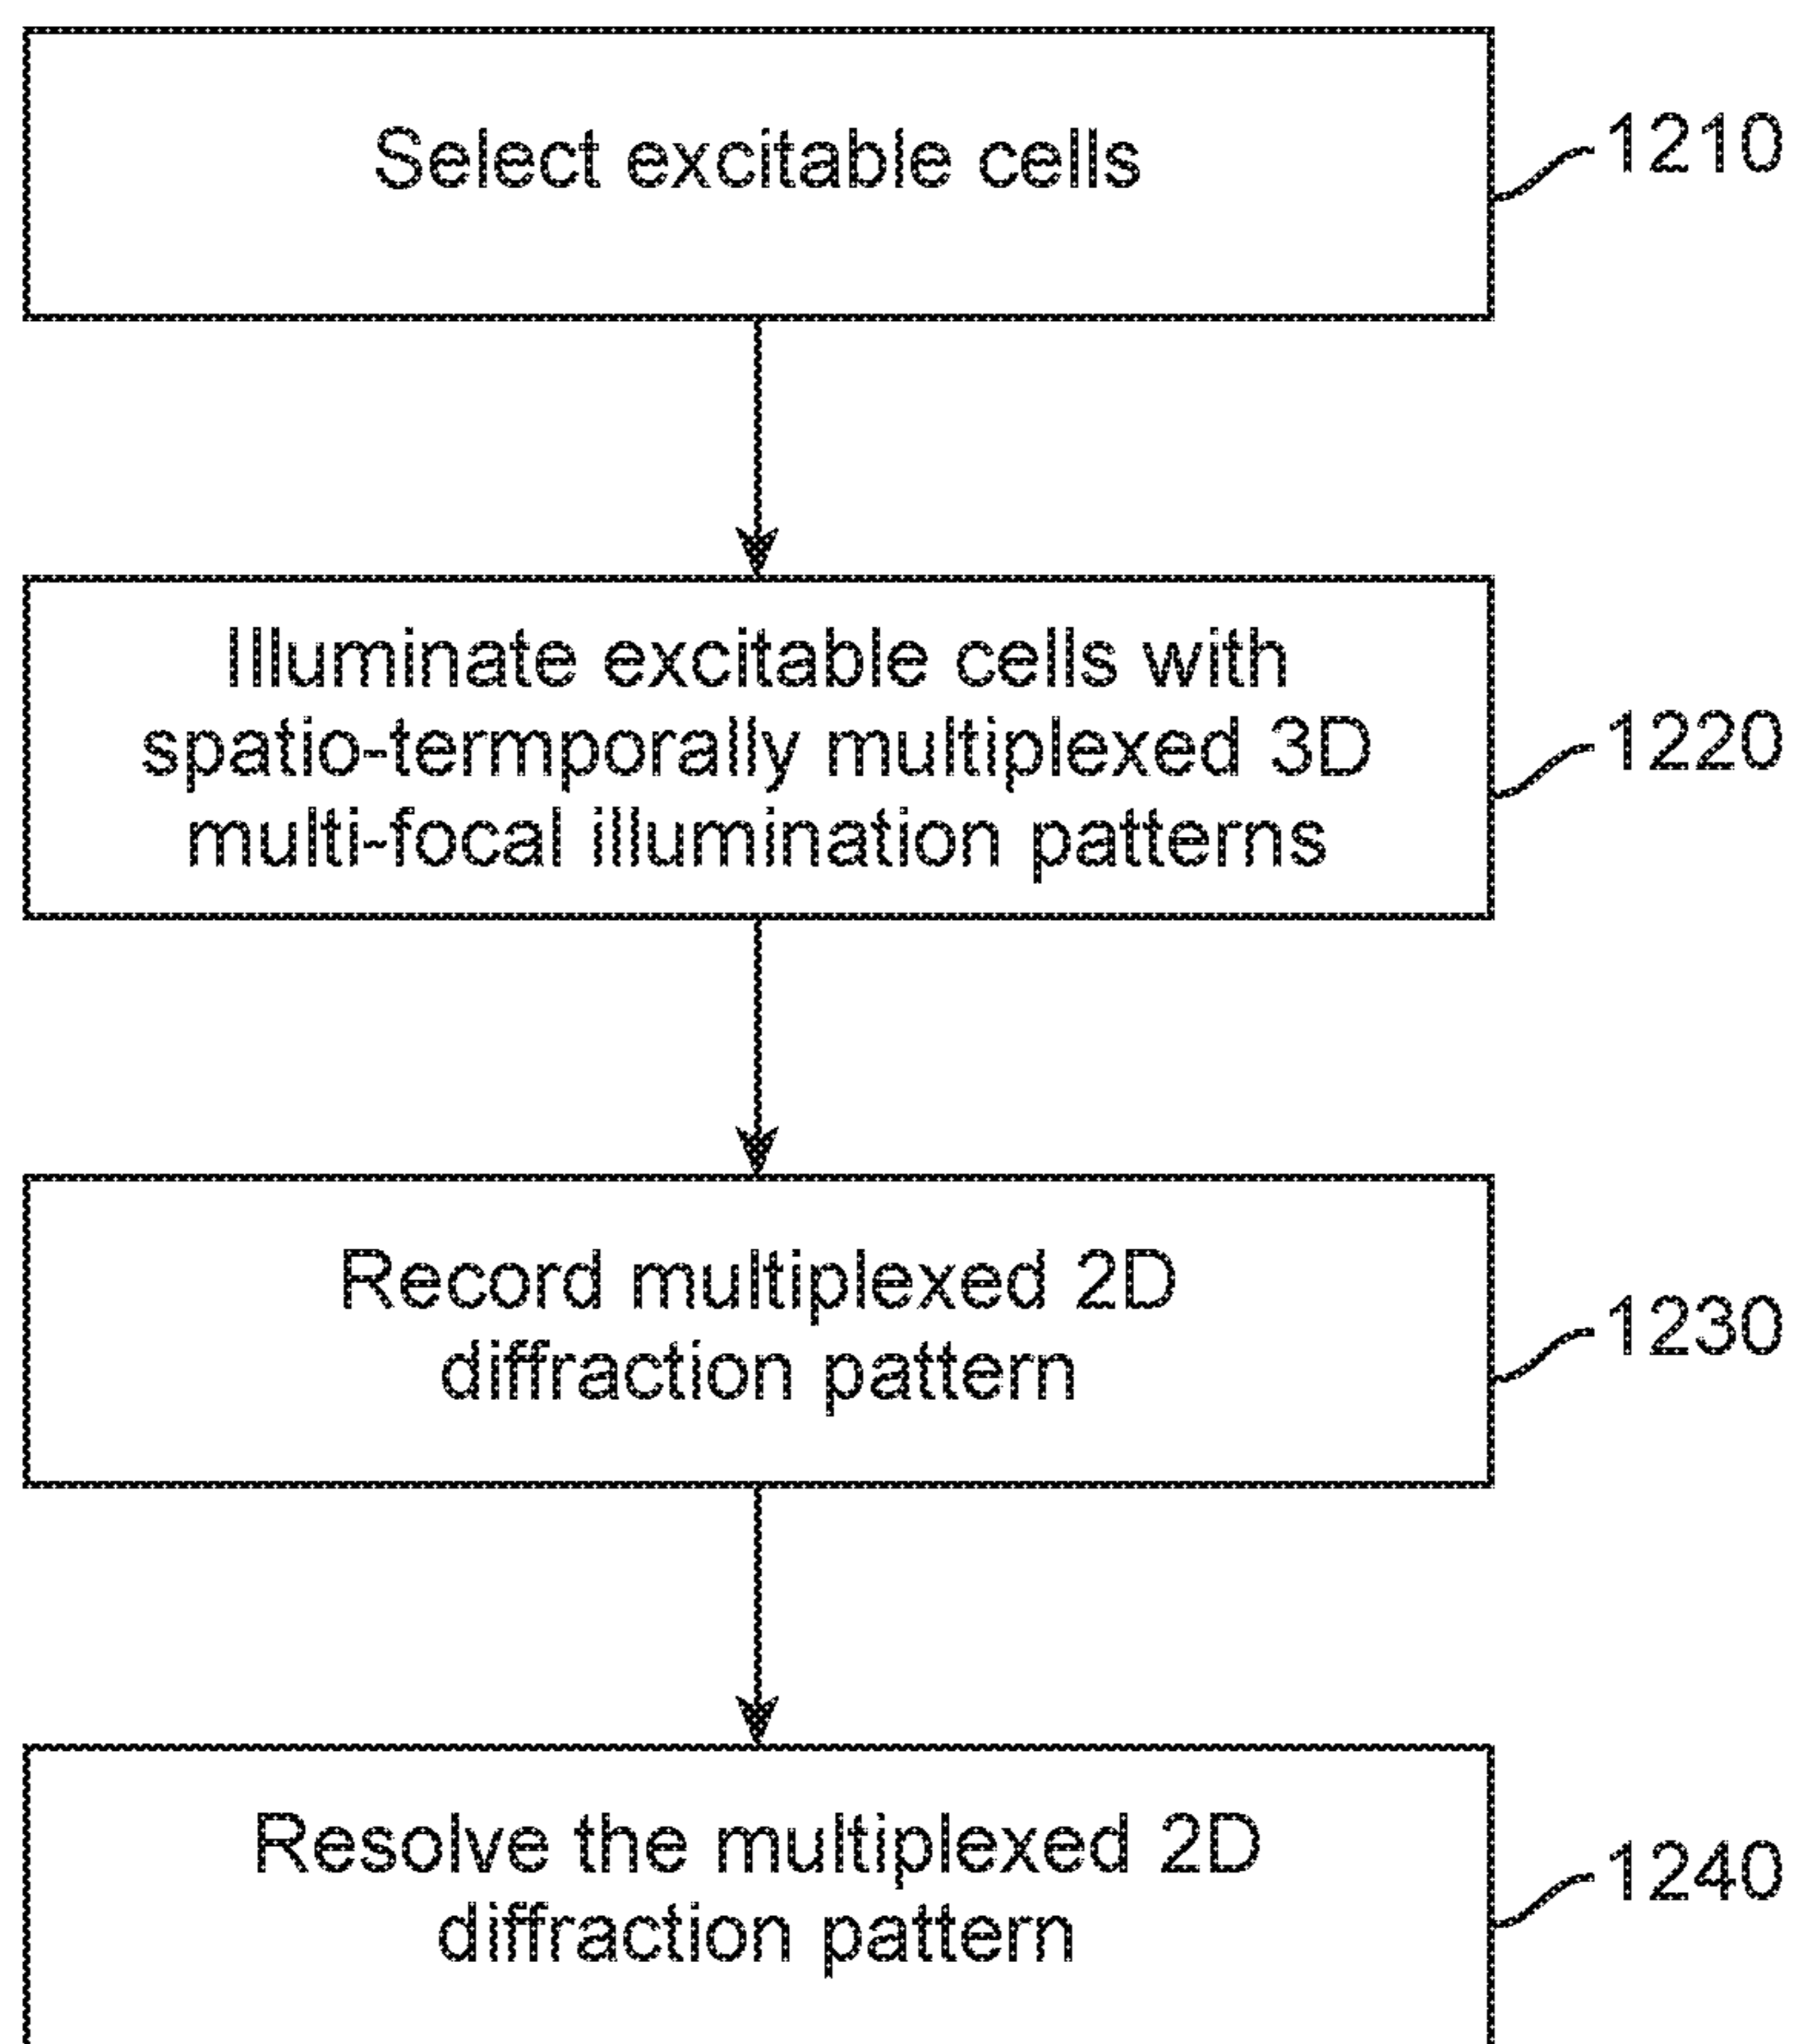 Select excitable cells
1210
Illuminate excitable cells with
spatio-termporally multiplexed 3D
multi-focal illumination patterns
1220
Record multiplexed 2D
diffraction pattern
1230
Resolve the multiplexed 2D
diffraction pattern
1240